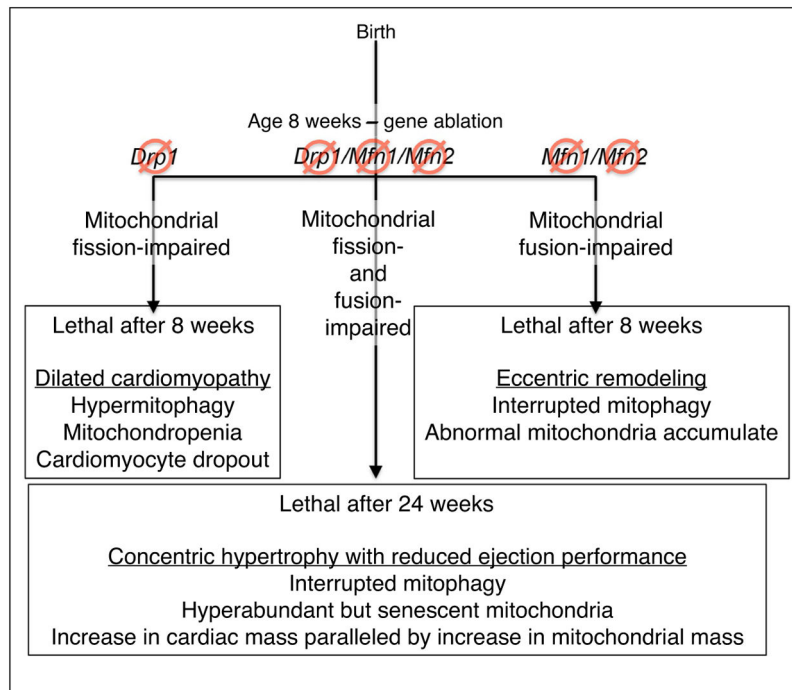 Birth
Age 8 weeks – gene ablation
Drp1
Drp1/Mfn1/Mfn2
Mfn1/Mfn2
Mitochondrial
fission-impaired
Mitochondrial
fission-
and
fusion-
impaired
Mitochondrial
fusion-impaired
Lethal after 8 weeks
Dilated cardiomyopathy
Hypermitophagy
Mitochondropenia
Cardiomyocyte dropout
Lethal after 8 weeks
Eccentric remodeling
Interrupted mitophagy
Abnormal mitochondria accumulate
Lethal after 24 weeks
Concentric hypertrophy with reduced ejection performance
Interrupted mitophagy
Hyperabundant but senescent mitochondria
Increase in cardiac mass paralleled by increase in mitochondrial mass